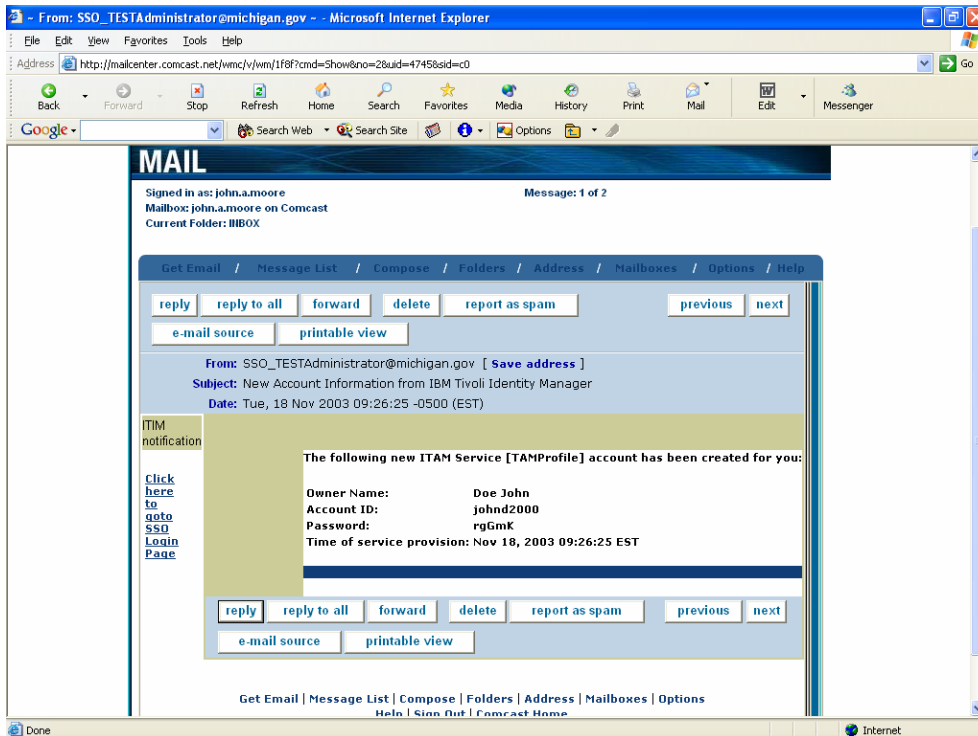 ~ From: SSO_TESTAdministrator@michigan.gov ~ - Microsoft Internet Explorer
File Edit View Favorites Tools Help
Address http://mailcenter.comcast.net/wmc/v/wm/1f8f?cmd=Show&no=2&uid=4745&sid=c0 Go
Back Forward Stop Refresh Home Search Favorites Media History Print Mail Edit Messenger
Google Search Web Search Site Options
MAIL
Signed in as: john.a.moore Message: 1 of 2
Mailbox: john.a.moore on Comcast
Current Folder: INBOX
Get Email / Message List / Compose / Folders / Address / Mailboxes / Options / Help
reply reply to all forward delete report as spam previous next
e-mail source printable view
From: SSO_TESTAdministrator@michigan.gov [ Save address ]
Subject: New Account Information from IBM Tivoli Identity Manager
Date: Tue, 18 Nov 2003 09:26:25 -0500 (EST)
ITIM
notification
Click
here
to
goto
SSO
Login
Page
The following new ITAM Service [TAMProfile] account has been created for you:
Owner Name: Doe John
Account ID: johnd2000
Password: rgGmK
Time of service provision: Nov 18, 2003 09:26:25 EST
reply reply to all forward delete report as spam previous next
e-mail source printable view
Get Email | Message List | Compose | Folders | Address | Mailboxes | Options
Help | Sign Out | Comcast Home
Done Internet